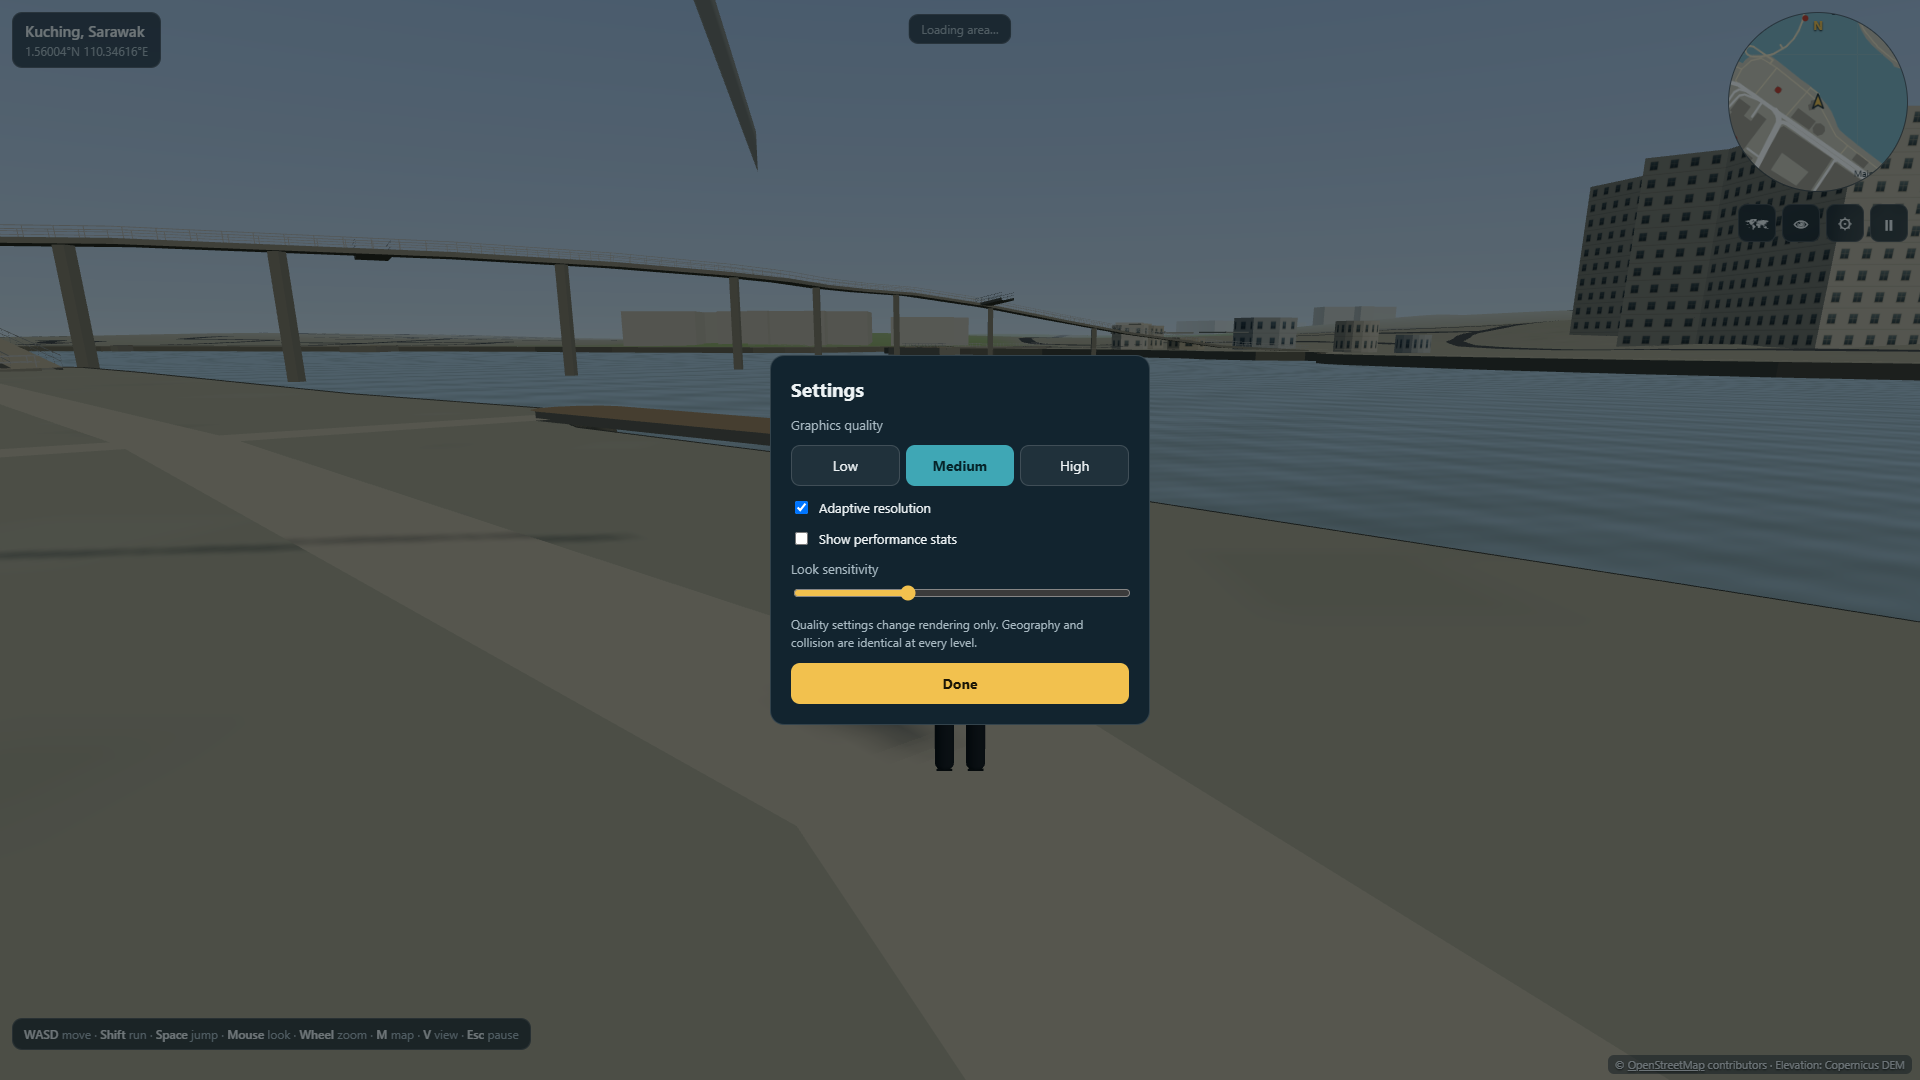 Kuching, Sarawak
1.56004°N 110.34616°E
Loading area...
N
Settings
Graphics quality
Low
Medium
High
Adaptive resolution
Show performance stats
Look sensitivity
Quality settings change rendering only. Geography and
collision are identical at every level.
Done
WASD move · Shift run · Space jump · Mouse look · Wheel zoom · M map · V view · Esc pause
© OpenStreetMap contributors · Elevation: Copernicus DEM